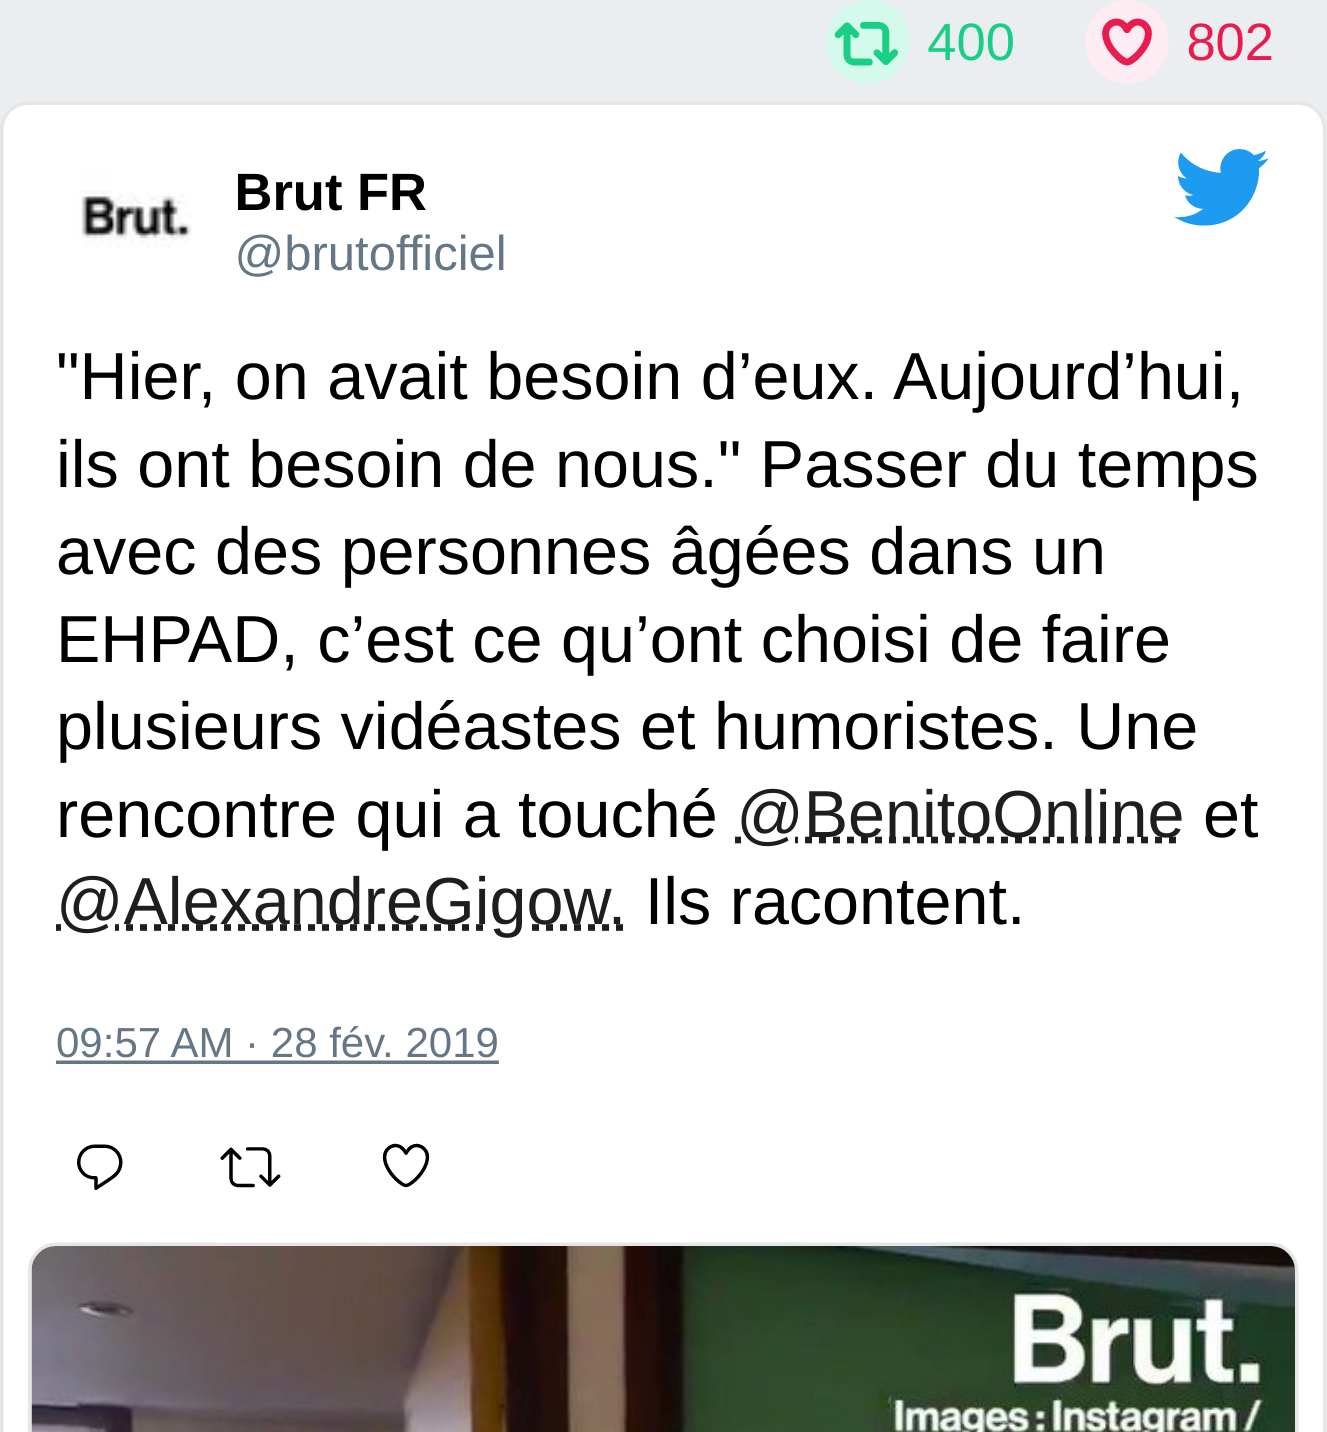 400 802
Brut.
Brut FR
@brutofficiel
"Hier, on avait besoin d’eux. Aujourd’hui,
ils ont besoin de nous." Passer du temps
avec des personnes âgées dans un
EHPAD, c’est ce qu’ont choisi de faire
plusieurs vidéastes et humoristes. Une
rencontre qui a touché @BenitoOnline et
@AlexandreGigow. Ils racontent.
09:57 AM · 28 fév. 2019
Brut.
Images : Instagram /